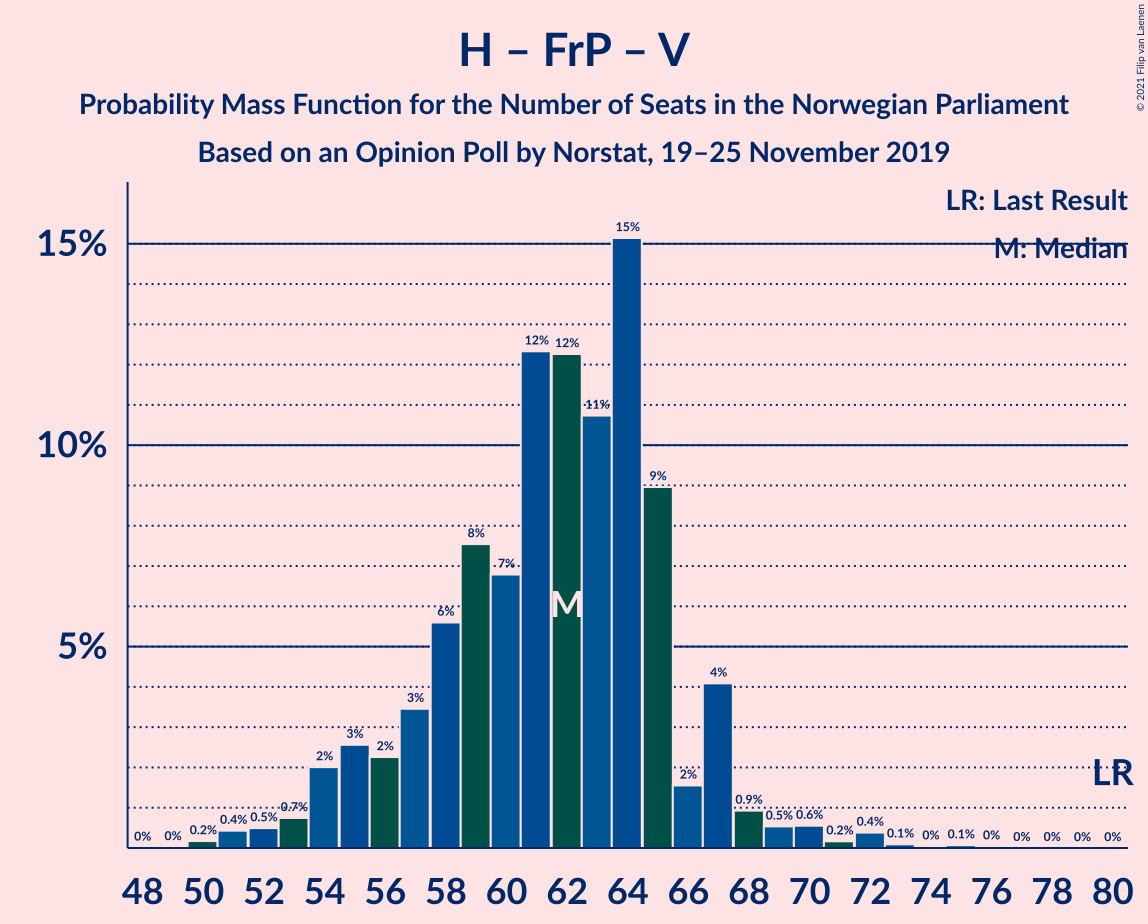 H – FrP – V
Probability Mass Function for the Number of Seats in the Norwegian Parliament
Based on an Opinion Poll by Norstat, 19–25 November 2019
© 2021 Filip van Laenen
LR: Last Result
M: Median
15%
10%
5%
0% 0% 0.2% 0.4% 0.5% 0.7% 2% 3% 2% 3% 6% 8% 7% 12% 12% 11% 15% 9% 2% 4% 0.9% 0.5% 0.6% 0.2% 0.4% 0.1% 0% 0.1% 0% 0% 0% 0% 0%
M
LR
48 50 52 54 56 58 60 62 64 66 68 70 72 74 76 78 80